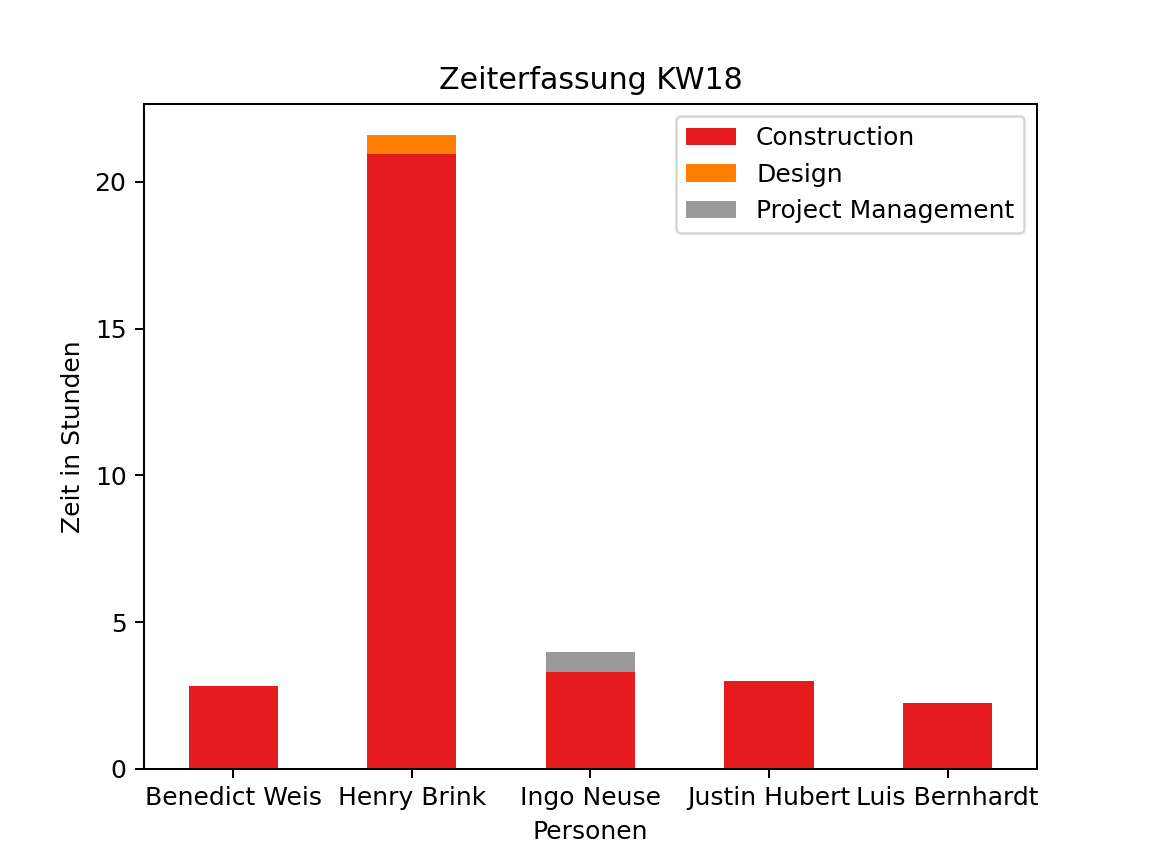 Zeiterfassung KW18
Construction
Design
Project Management
Zeit in Stunden
20
15
10
5
0
Benedict Weis Henry Brink Ingo Neuse Justin Hubert Luis Bernhardt
Personen